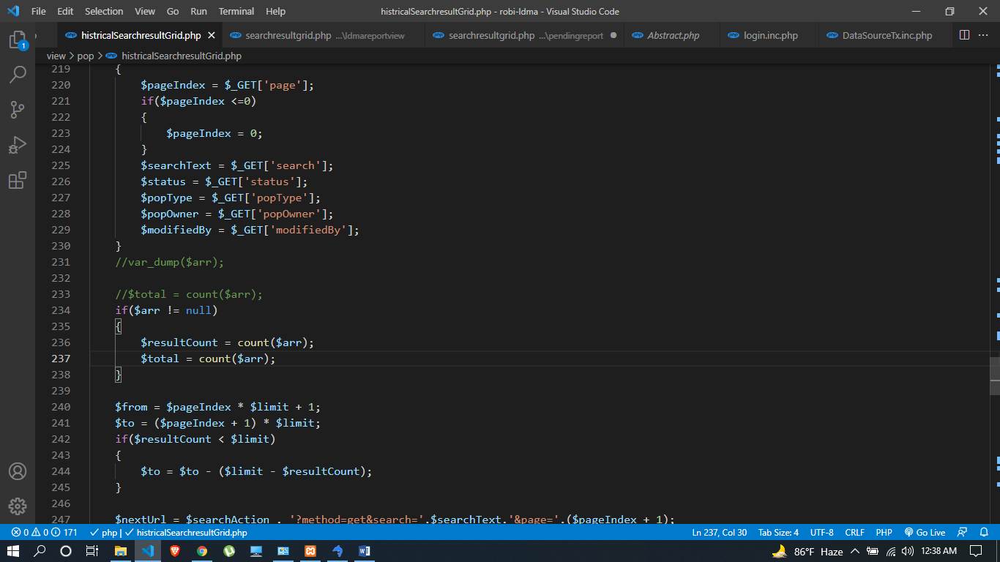 File Edit Selection View Go Run Terminal Help histricalSearchresultGrid.php - robi-ldma - Visual Studio Code
histricalSearchresultGrid.php searchresultgrid.php ...\ldmareportview searchresultgrid.php ...\pendingreport Abstract.php login.inc.php DataSourceTx.inc.php
view > pop > histricalSearchresultGrid.php
1
219 {
220 $pageIndex = $_GET['page'];
221 if($pageIndex <=0)
222 {
223 $pageIndex = 0;
224 }
225 $searchText = $_GET['search'];
226 $status = $_GET['status'];
227 $popType = $_GET['popType'];
228 $popOwner = $_GET['popOwner'];
229 $modifiedBy = $_GET['modifiedBy'];
230 }
231 //var_dump($arr);
232
233 //$total = count($arr);
234 if($arr != null)
235 {
236 $resultCount = count($arr);
237 $total = count($arr);
238 }
239
240 $from = $pageIndex * $limit + 1;
241 $to = ($pageIndex + 1) * $limit;
242 if($resultCount < $limit)
243 {
244 $to = $to - ($limit - $resultCount);
245 }
246
247 $nextUrl = $searchAction . '?method=get&search='.$searchText.'&page='.($pageIndex + 1);
0 0 171 php | histricalSearchresultGrid.php Ln 237, Col 30 Tab Size: 4 UTF-8 CRLF PHP Go Live
86°F Haze 12:38 AM